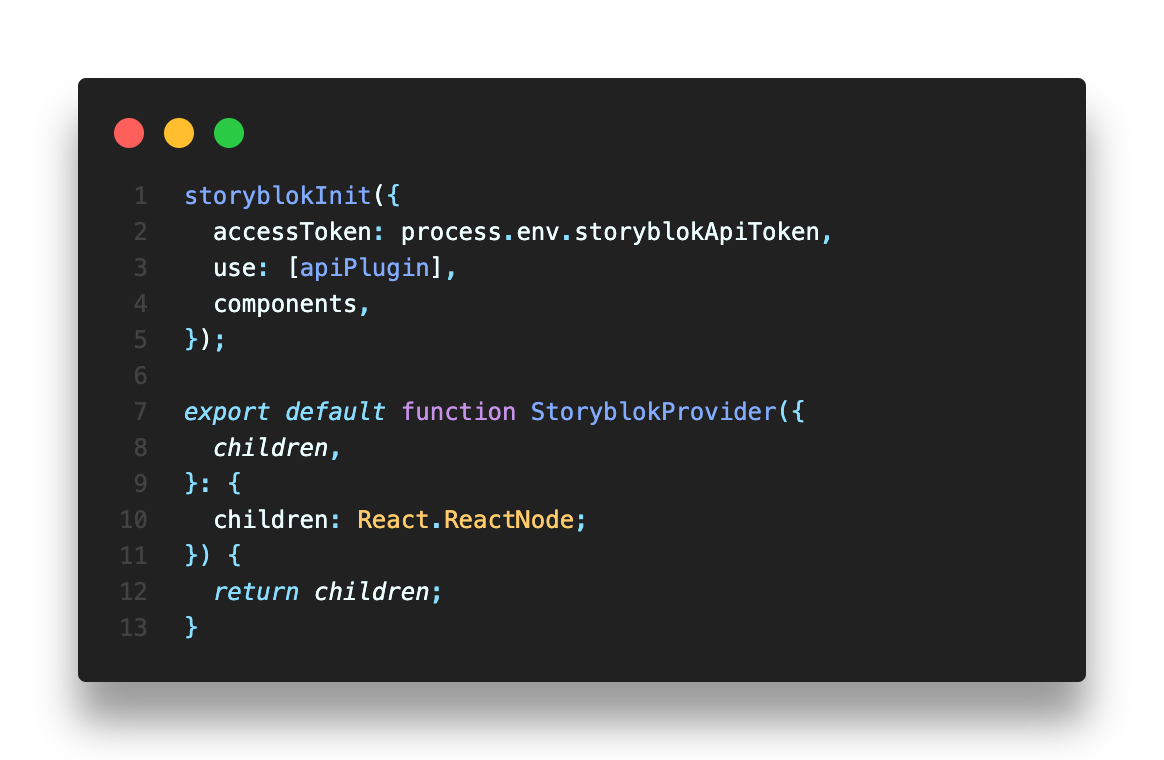 1 storyblokInit({
2   accessToken: process.env.storyblokApiToken,
3   use: [apiPlugin],
4   components,
5 });
6
7 export default function StoryblokProvider({
8   children,
9 }: {
10   children: React.ReactNode;
11 }) {
12   return children;
13 }